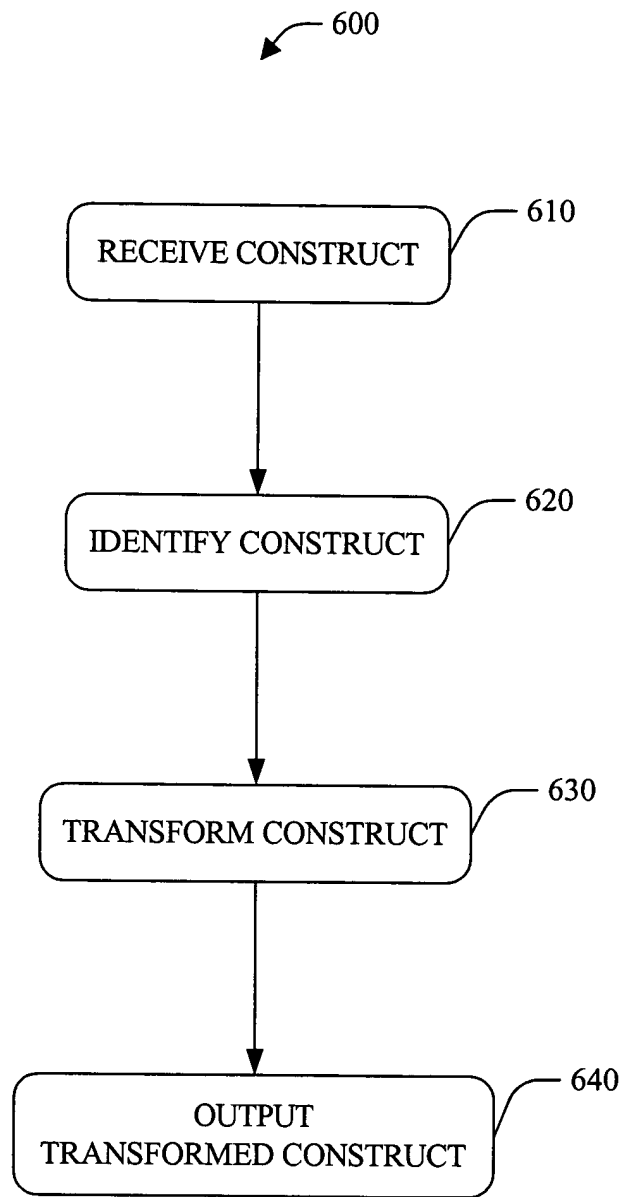 600
RECEIVE CONSTRUCT
610
IDENTIFY CONSTRUCT
620
TRANSFORM CONSTRUCT
630
OUTPUT
TRANSFORMED CONSTRUCT
640